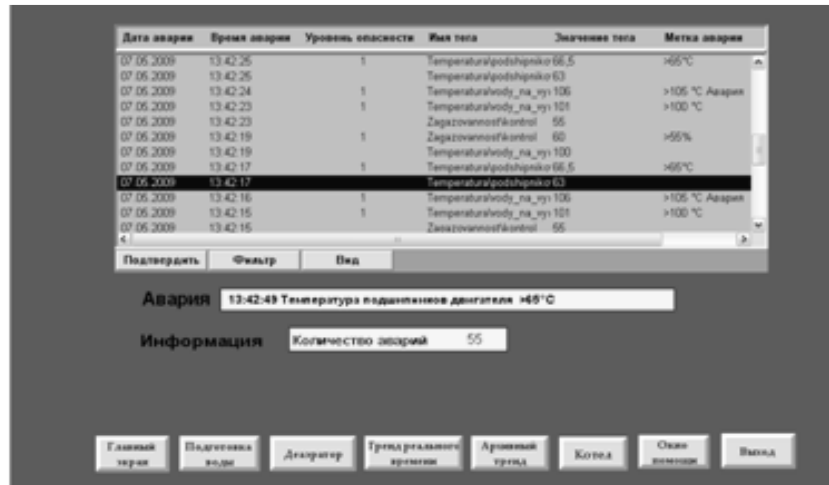 Дата аварии Время аварии Уровень опасности Имя тега Значение тега Метка аварии
07.05.2009 13:42:25 1 Temperatura\podshipniko 66,5 >65°C
07.05.2009 13:42:25 Temperatura\podshipniko 63
07.05.2009 13:42:24 1 Temperatura\vody_na_vy 106 >105 °C Авария
07.05.2009 13:42:23 1 Temperatura\vody_na_vy 101 >100 °C
07.05.2009 13:42:23 Zagazovannost\kontrol 55
07.05.2009 13:42:19 1 Zagazovannost\kontrol 60 >55%
07.05.2009 13:42:19 Temperatura\vody_na_vy 100
07.05.2009 13:42:17 1 Temperatura\podshipniko 66,5 >65°C
07.05.2009 13:42:17 Temperatura\podshipniko 63
07.05.2009 13:42:16 1 Temperatura\vody_na_vy 106 >105 °C Авария
07.05.2009 13:42:15 1 Temperatura\vody_na_vy 101 >100 °C
07.05.2009 13:42:15 Zagazovannost\kontrol 55
Подтвердить Фильтр Вид
Авария 13:42:49 Температура подшипников двигателя >65°C
Информация Количество аварий 55
Главный Подготовка Деаэратор Тренд реального Архивный Котел Окно Выход
экран воды времени тренд помощи